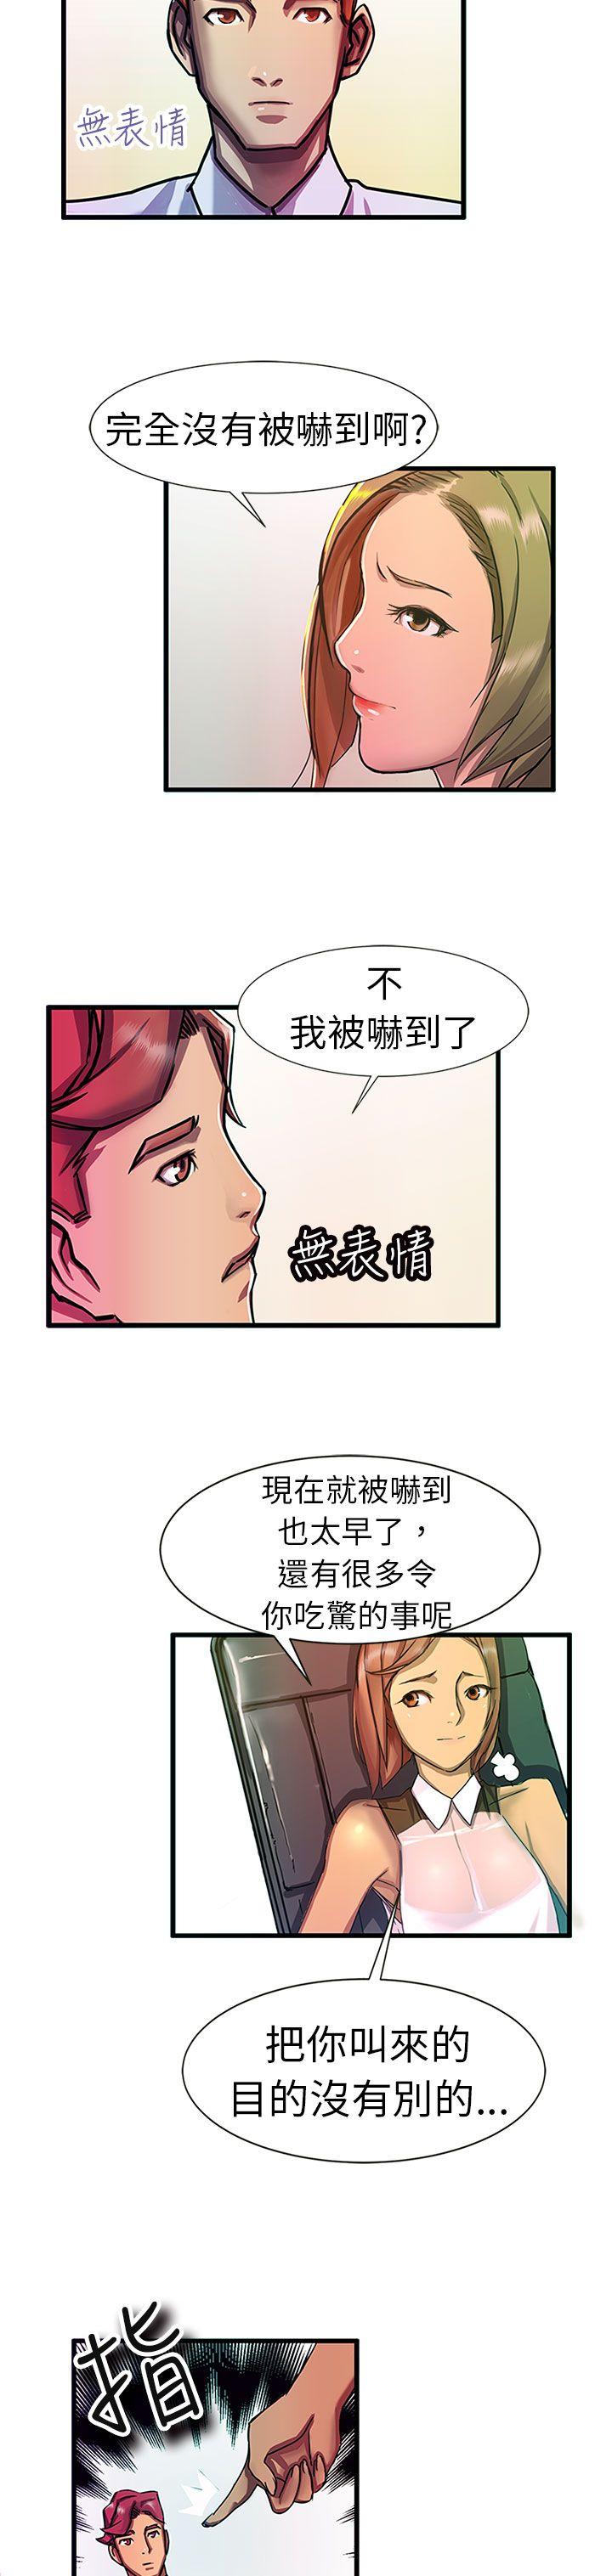 無表情
完全沒有被嚇到啊?
不
我被嚇到了
無表情
現在就被嚇到
也太早了，
還有很多令
你吃驚的事呢
把你叫來的
目的沒有別的...
指